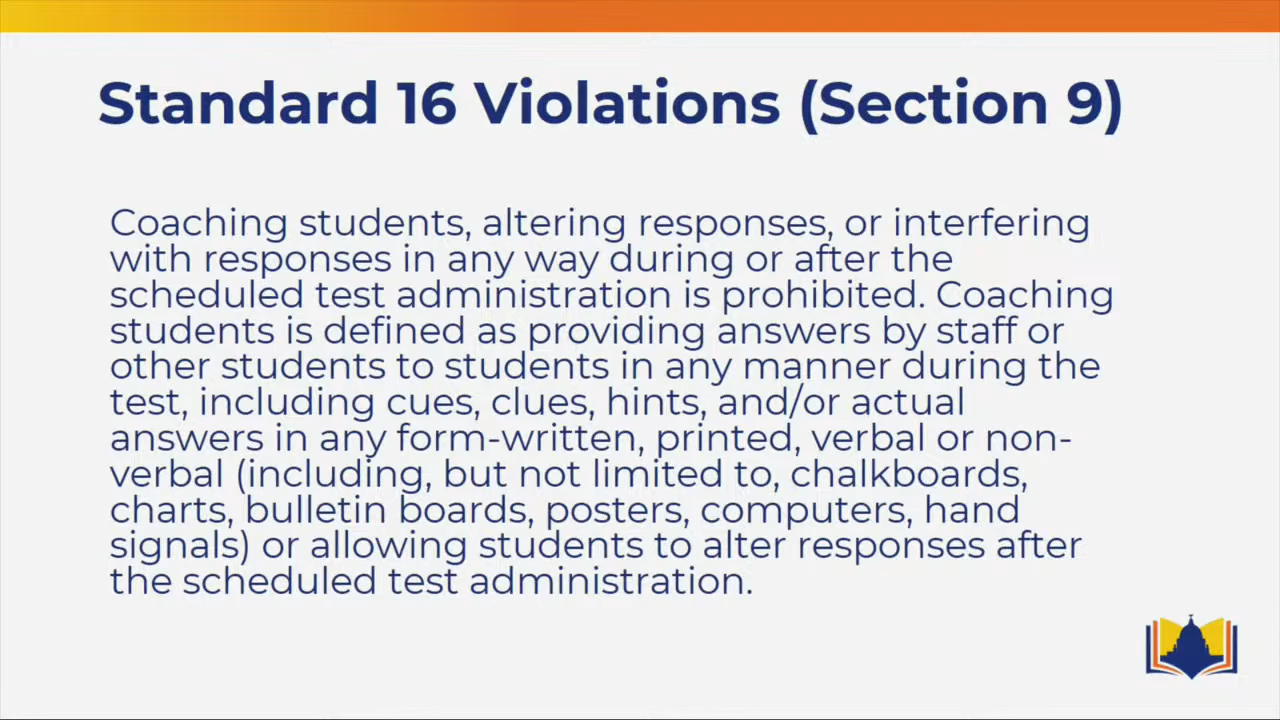 Standard 16 Violations (Section 9)
Coaching students, altering responses, or interfering
with responses in any way during or after the
scheduled test administration is prohibited. Coaching
students is defined as providing answers by staff or
other students to students in any manner during the
test, including cues, clues, hints, and/or actual
answers in any form-written, printed, verbal or non-
verbal (including, but not limited to, chalkboards,
charts, bulletin boards, posters, computers, hand
signals) or allowing students to alter responses after
the scheduled test administration.